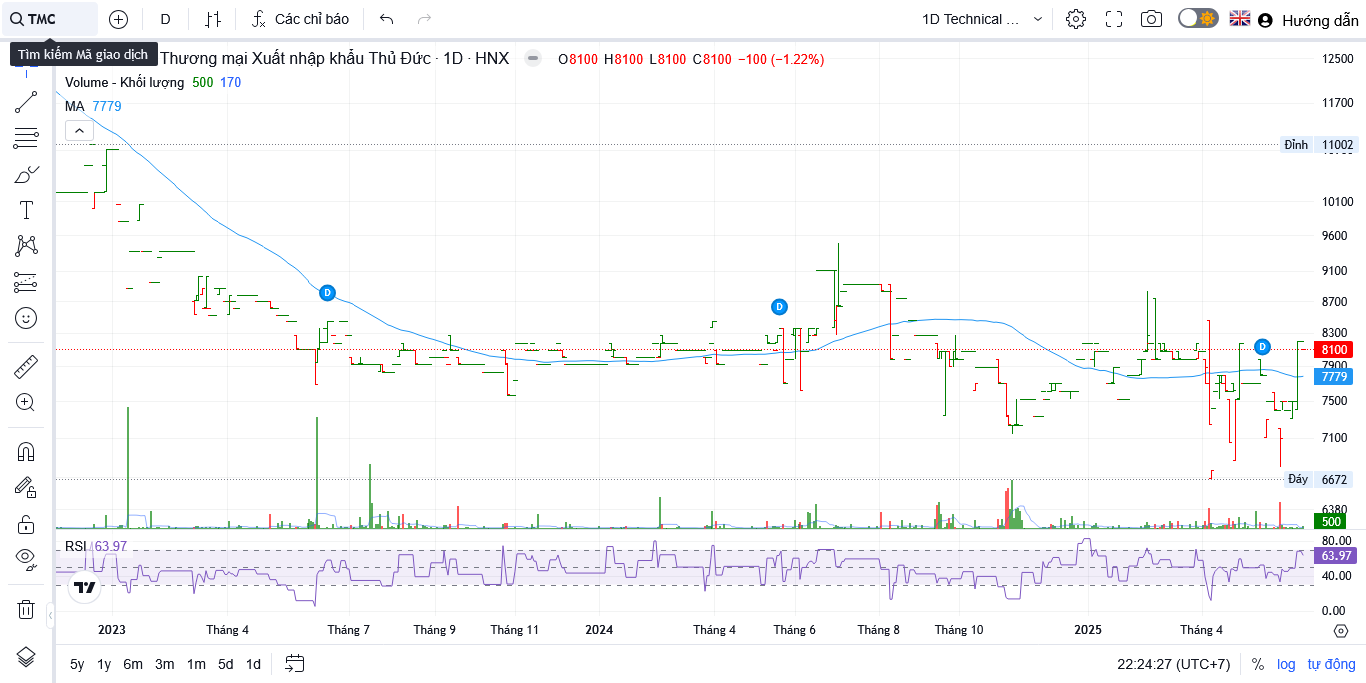 TMC
D
Các chỉ báo
1D Technical ...
Hướng dẫn
Tìm kiếm Mã giao dịch
Thương mại Xuất nhập khẩu Thủ Đức · 1D · HNX
O8100 H8100 L8100 C8100 −100 (−1.22%)
Volume - Khối lượng 500 170
MA 7779
12500
11700
Đỉnh 11002
10100
9600
9100
8700
8300
8100
7900
7779
7500
7100
Đáy 6672
6380
500
D
D
D
RSI 63.97
80.00
63.97
40.00
0.00
2023 Tháng 4 Tháng 7 Tháng 9 Tháng 11 2024 Tháng 4 Tháng 6 Tháng 8 Tháng 10 2025 Tháng 4
5y 1y 6m 3m 1m 5d 1d
22:24:27 (UTC+7) % log tự động